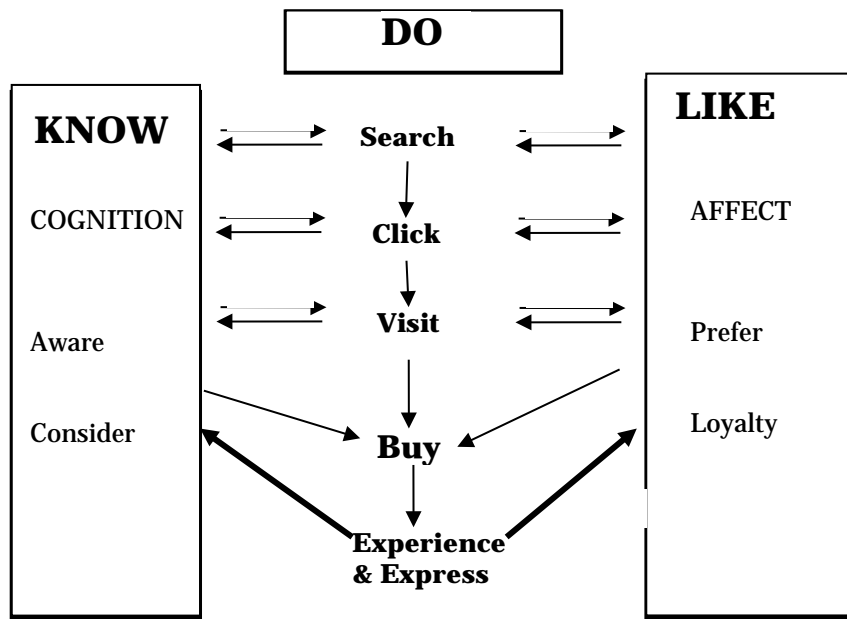 DO
KNOW
LIKE
Search
COGNITION
AFFECT
Click
Visit
Aware
Prefer
Consider
Loyalty
Buy
Experience
& Express